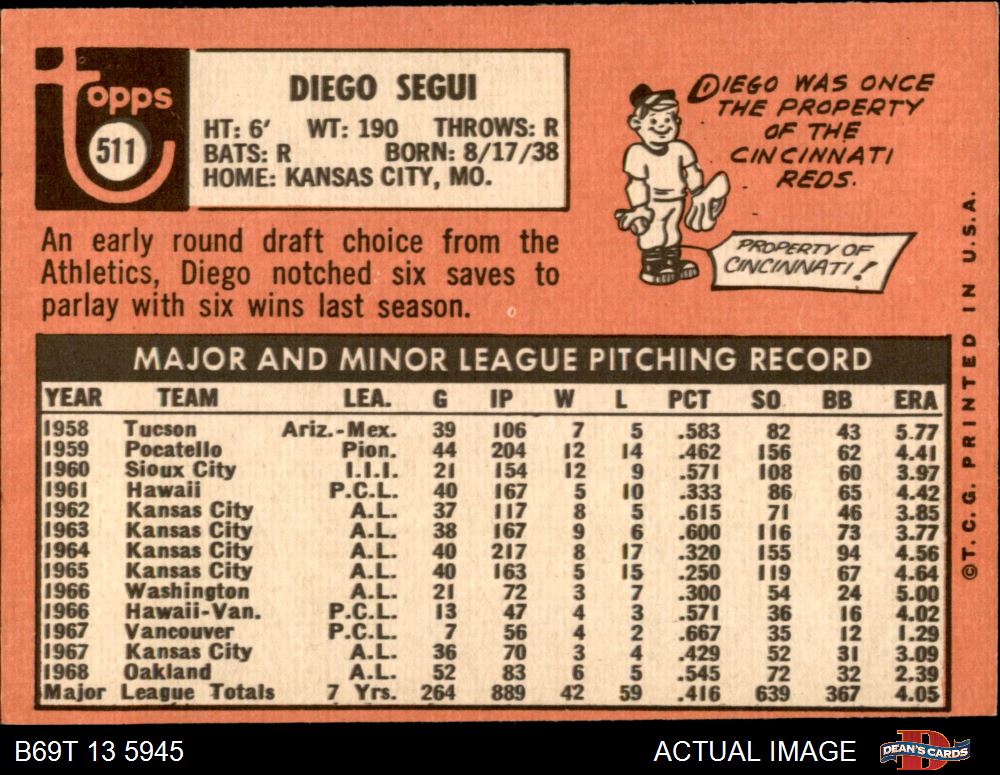 Topps
511
DIEGO SEGUI
HT: 6' WT: 190 THROWS: R
BATS: R BORN: 8/17/38
HOME: KANSAS CITY, MO.
DIEGO WAS ONCE
THE PROPERTY
OF THE
CINCINNATI
REDS.
PROPERTY OF
CINCINNATI!
An early round draft choice from the
Athletics, Diego notched six saves to
parlay with six wins last season.
MAJOR AND MINOR LEAGUE PITCHING RECORD
YEAR TEAM LEA. G IP W L PCT SO BB ERA
1958 Tucson Ariz.-Mex. 39 106 7 5 .583 82 43 5.77
1959 Pocatello Pion. 44 204 12 14 .462 156 62 4.41
1960 Sioux City I.I.I. 21 154 12 9 .571 108 60 3.97
1961 Hawaii P.C.L. 40 167 5 10 .333 86 65 4.42
1962 Kansas City A.L. 37 117 8 5 .615 71 46 3.85
1963 Kansas City A.L. 38 167 9 6 .600 116 73 3.77
1964 Kansas City A.L. 40 217 8 17 .320 155 94 4.56
1965 Kansas City A.L. 40 163 5 15 .250 119 67 4.64
1966 Washington A.L. 21 72 3 7 .300 54 24 5.00
1966 Hawaii-Van. P.C.L. 13 47 4 3 .571 36 16 4.02
1967 Vancouver P.C.L. 7 56 4 2 .667 35 12 1.29
1967 Kansas City A.L. 36 70 3 4 .429 52 31 3.09
1968 Oakland A.L. 52 83 6 5 .545 72 32 2.39
Major League Totals 7 Yrs. 264 889 42 59 .416 639 367 4.05
©T.C.G. PRINTED IN U.S.A.
B69T 13 5945
ACTUAL IMAGE
DEAN'S CARDS